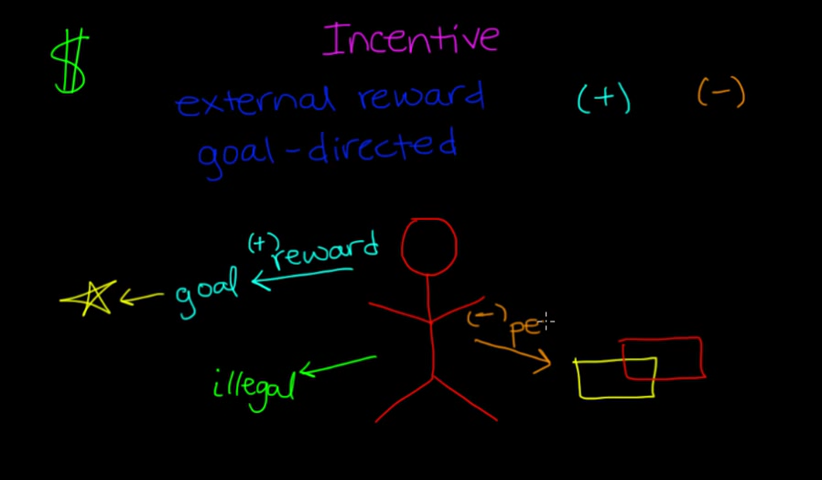 $
Incentive
external reward
(+)
(-)
goal-directed
(+)
reward
goal
(-)
pe
illegal